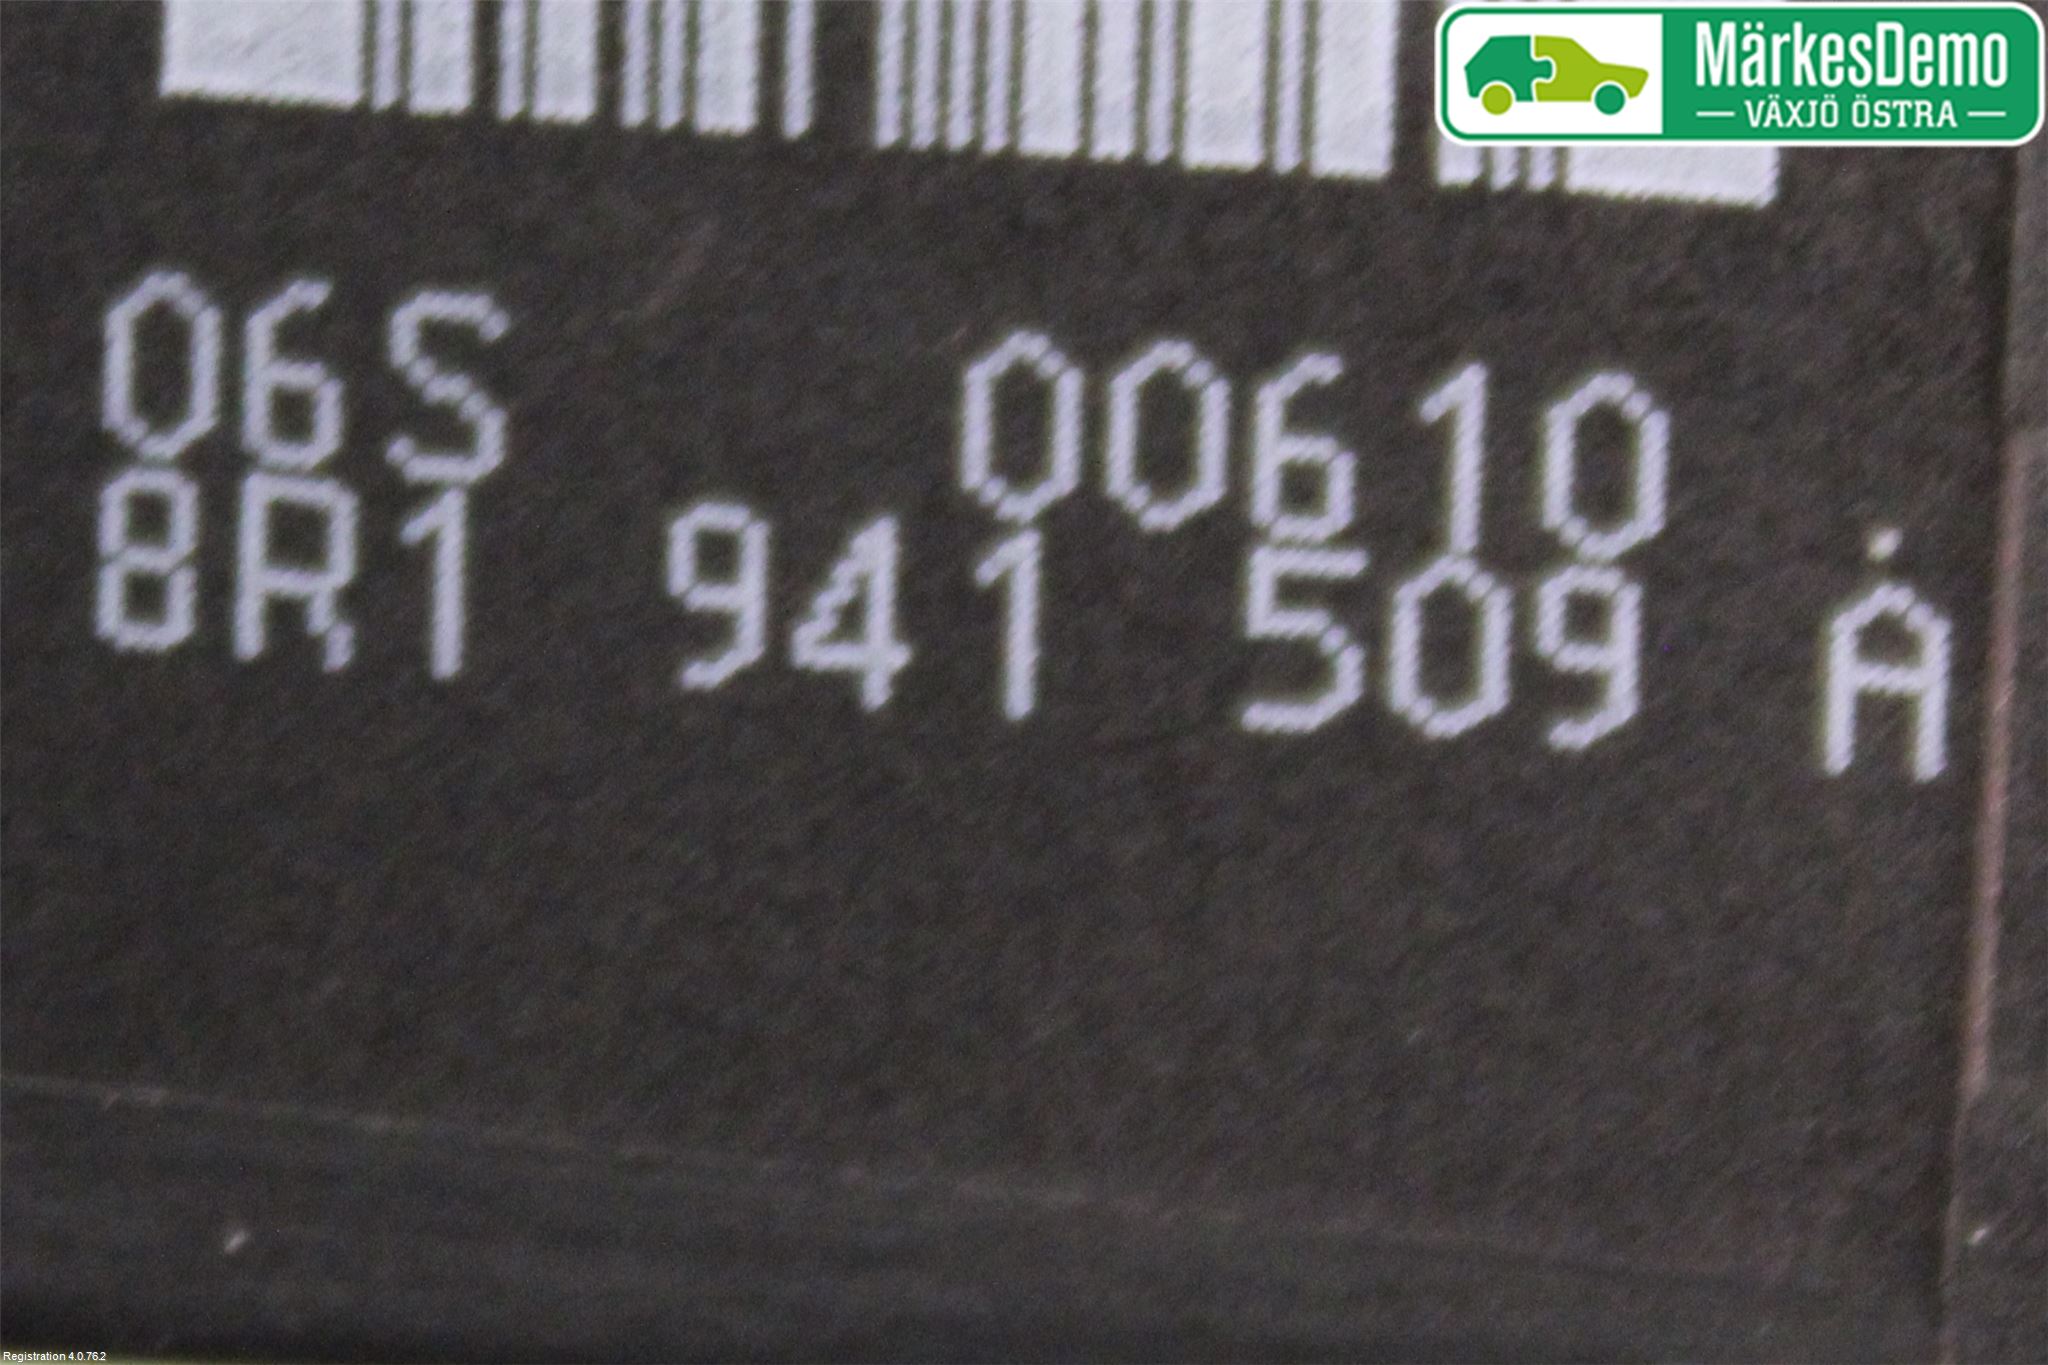 MärkesDemo
VÄXJÖ ÖSTRA
06S 00610
8R1 941 509 A
Registration 4.0.76.2